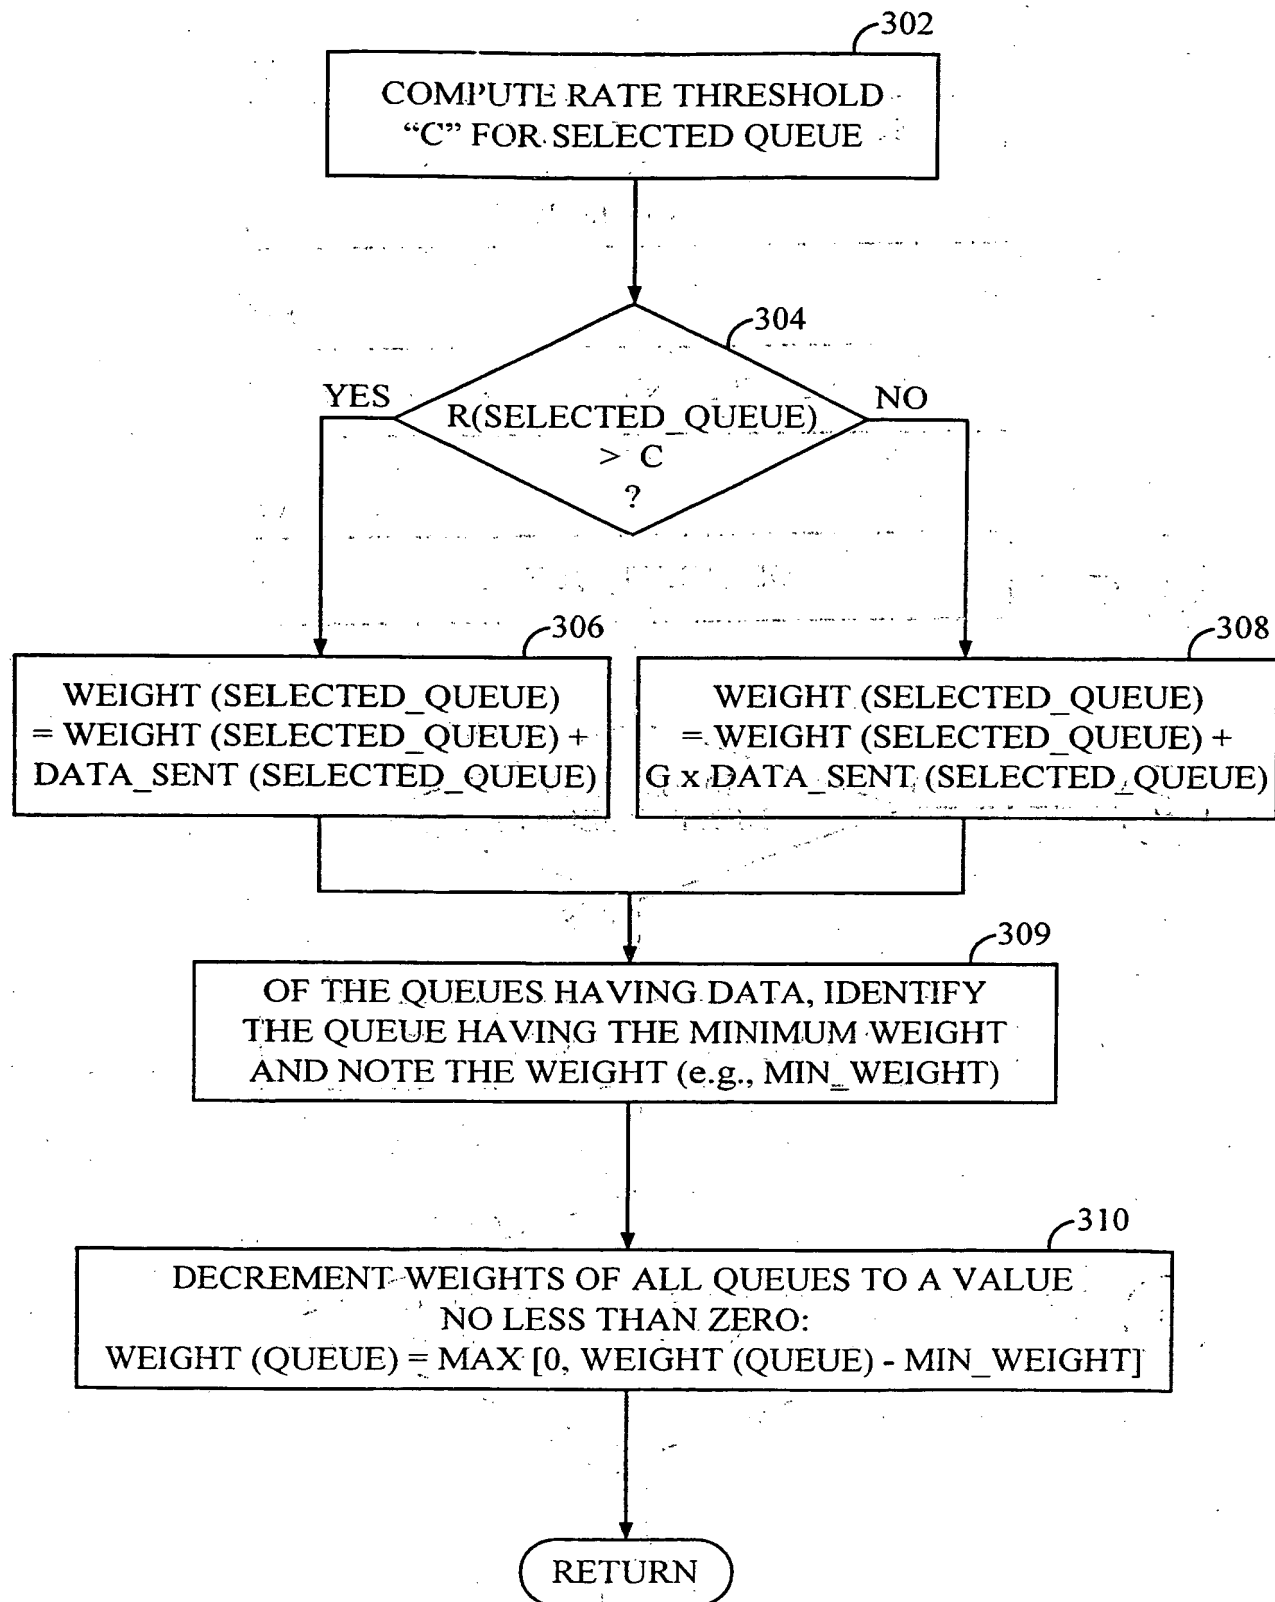 302
COMPUTE RATE THRESHOLD
“C” FOR SELECTED QUEUE
304
YES
NO
R(SELECTED_QUEUE)
> C
?
306
308
WEIGHT (SELECTED_QUEUE)
= WEIGHT (SELECTED_QUEUE) +
DATA_SENT (SELECTED_QUEUE)
WEIGHT (SELECTED_QUEUE)
= WEIGHT (SELECTED_QUEUE) +
G x DATA_SENT (SELECTED_QUEUE)
309
OF THE QUEUES HAVING DATA, IDENTIFY
THE QUEUE HAVING THE MINIMUM WEIGHT
AND NOTE THE WEIGHT (e.g., MIN_WEIGHT)
310
DECREMENT WEIGHTS OF ALL QUEUES TO A VALUE
NO LESS THAN ZERO:
WEIGHT (QUEUE) = MAX [0, WEIGHT (QUEUE) - MIN_WEIGHT]
RETURN